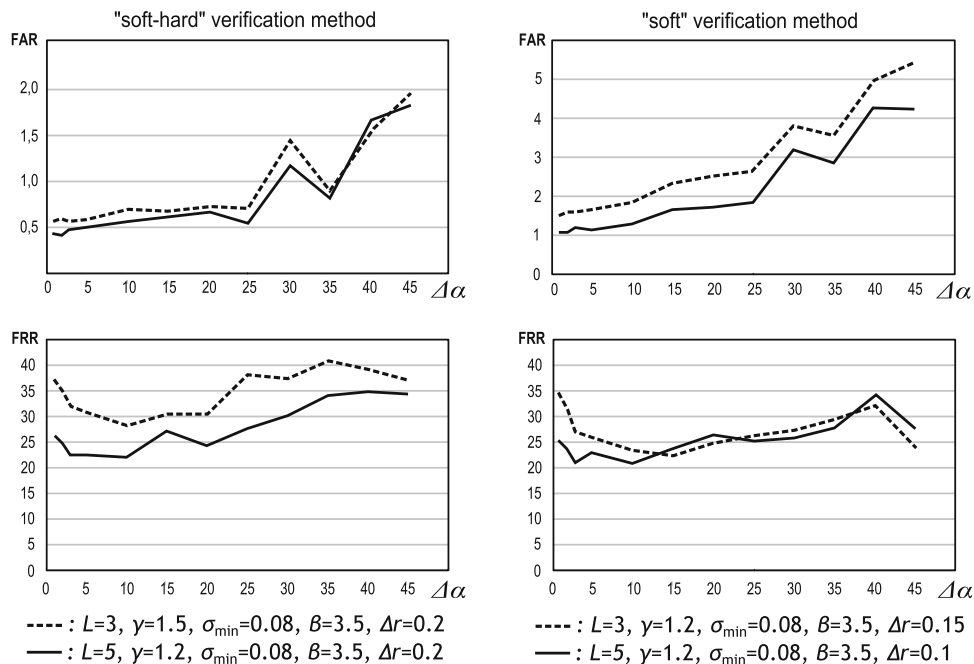 "soft-hard" verification method
FAR
2,0
1,5
1,0
0,5
0 5 10 15 20 25 30 35 40 45 Δα
"soft" verification method
FAR
5
4
3
2
1
0
0 5 10 15 20 25 30 35 40 45 Δα
FRR
40
35
30
25
20
15
10
5
0
0 5 10 15 20 25 30 35 40 45 Δα
FRR
40
35
30
25
20
15
10
5
0
0 5 10 15 20 25 30 35 40 45 Δα
: L=3, γ=1.5, σmin=0.08, B=3.5, Δr=0.2
: L=5, γ=1.2, σmin=0.08, B=3.5, Δr=0.2
: L=3, γ=1.2, σmin=0.08, B=3.5, Δr=0.15
: L=5, γ=1.2, σmin=0.08, B=3.5, Δr=0.1